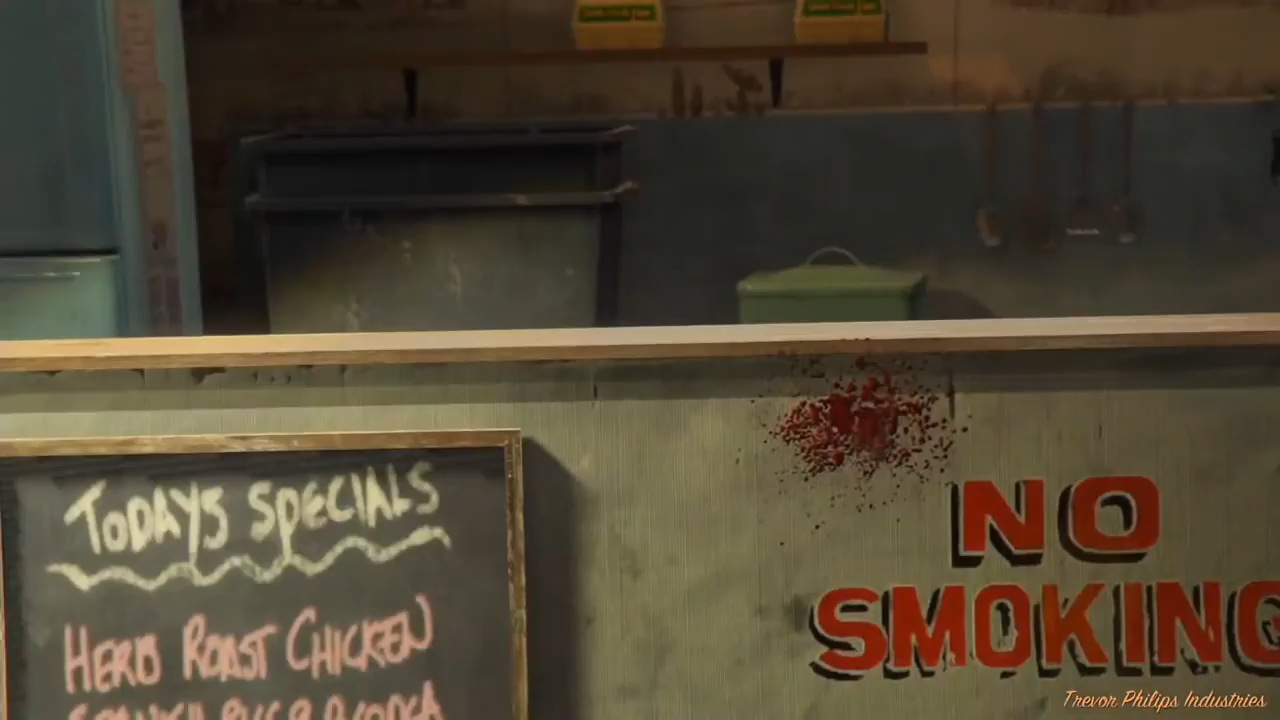 TODAYS SPECIALS
HERB ROAST CHICKEN
NO
SMOKING
Trevor Philips Industries